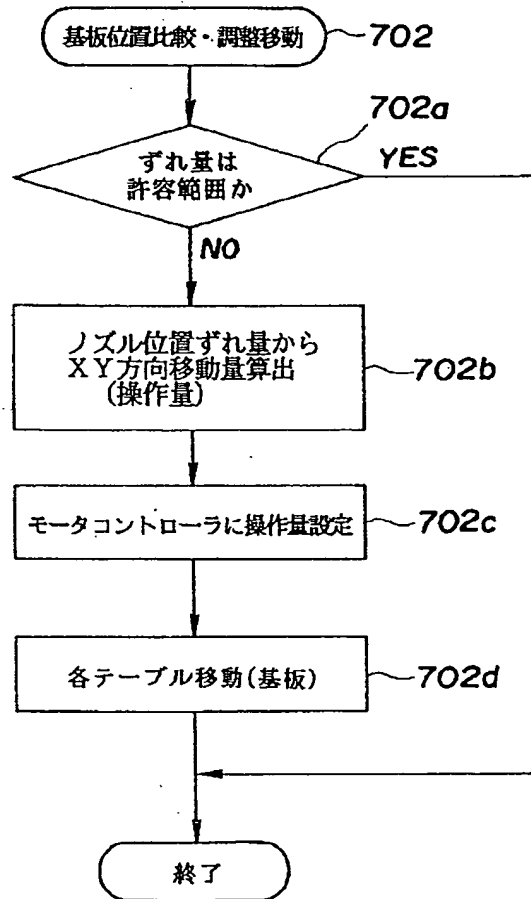 基板位置比較・調整移動
702
702a
ずれ量は
許容範囲か
YES
NO
ノズル位置ずれ量から
XY方向移動量算出
(操作量)
702b
モータコントローラに操作量設定
702c
各テーブル移動(基板)
702d
終了